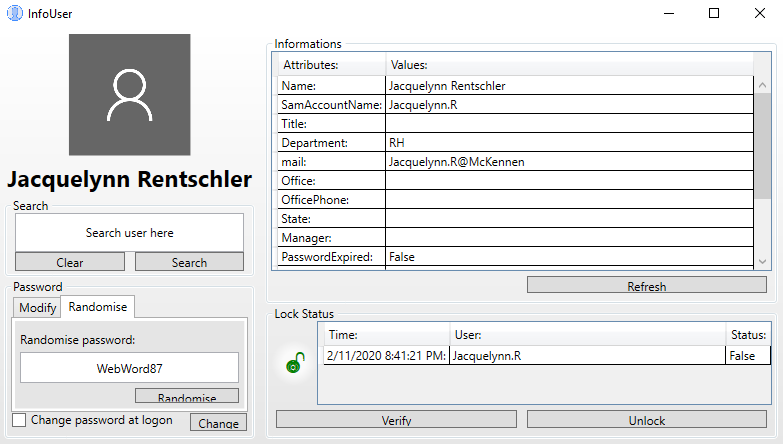 InfoUser
Jacquelynn Rentschler
Search
Search user here
Clear Search
Password
Modify Randomise
Randomise password:
WebWord87
Randomise
Change password at logon Change
Informations
Attributes: Values:
Name: Jacquelynn Rentschler
SamAccountName: Jacquelynn.R
Title:
Department: RH
mail: Jacquelynn.R@McKennen
Office:
OfficePhone:
State:
Manager:
PasswordExpired: False
Refresh
Lock Status
Time: User: Status:
2/11/2020 8:41:21 PM: Jacquelynn.R False
Verify Unlock